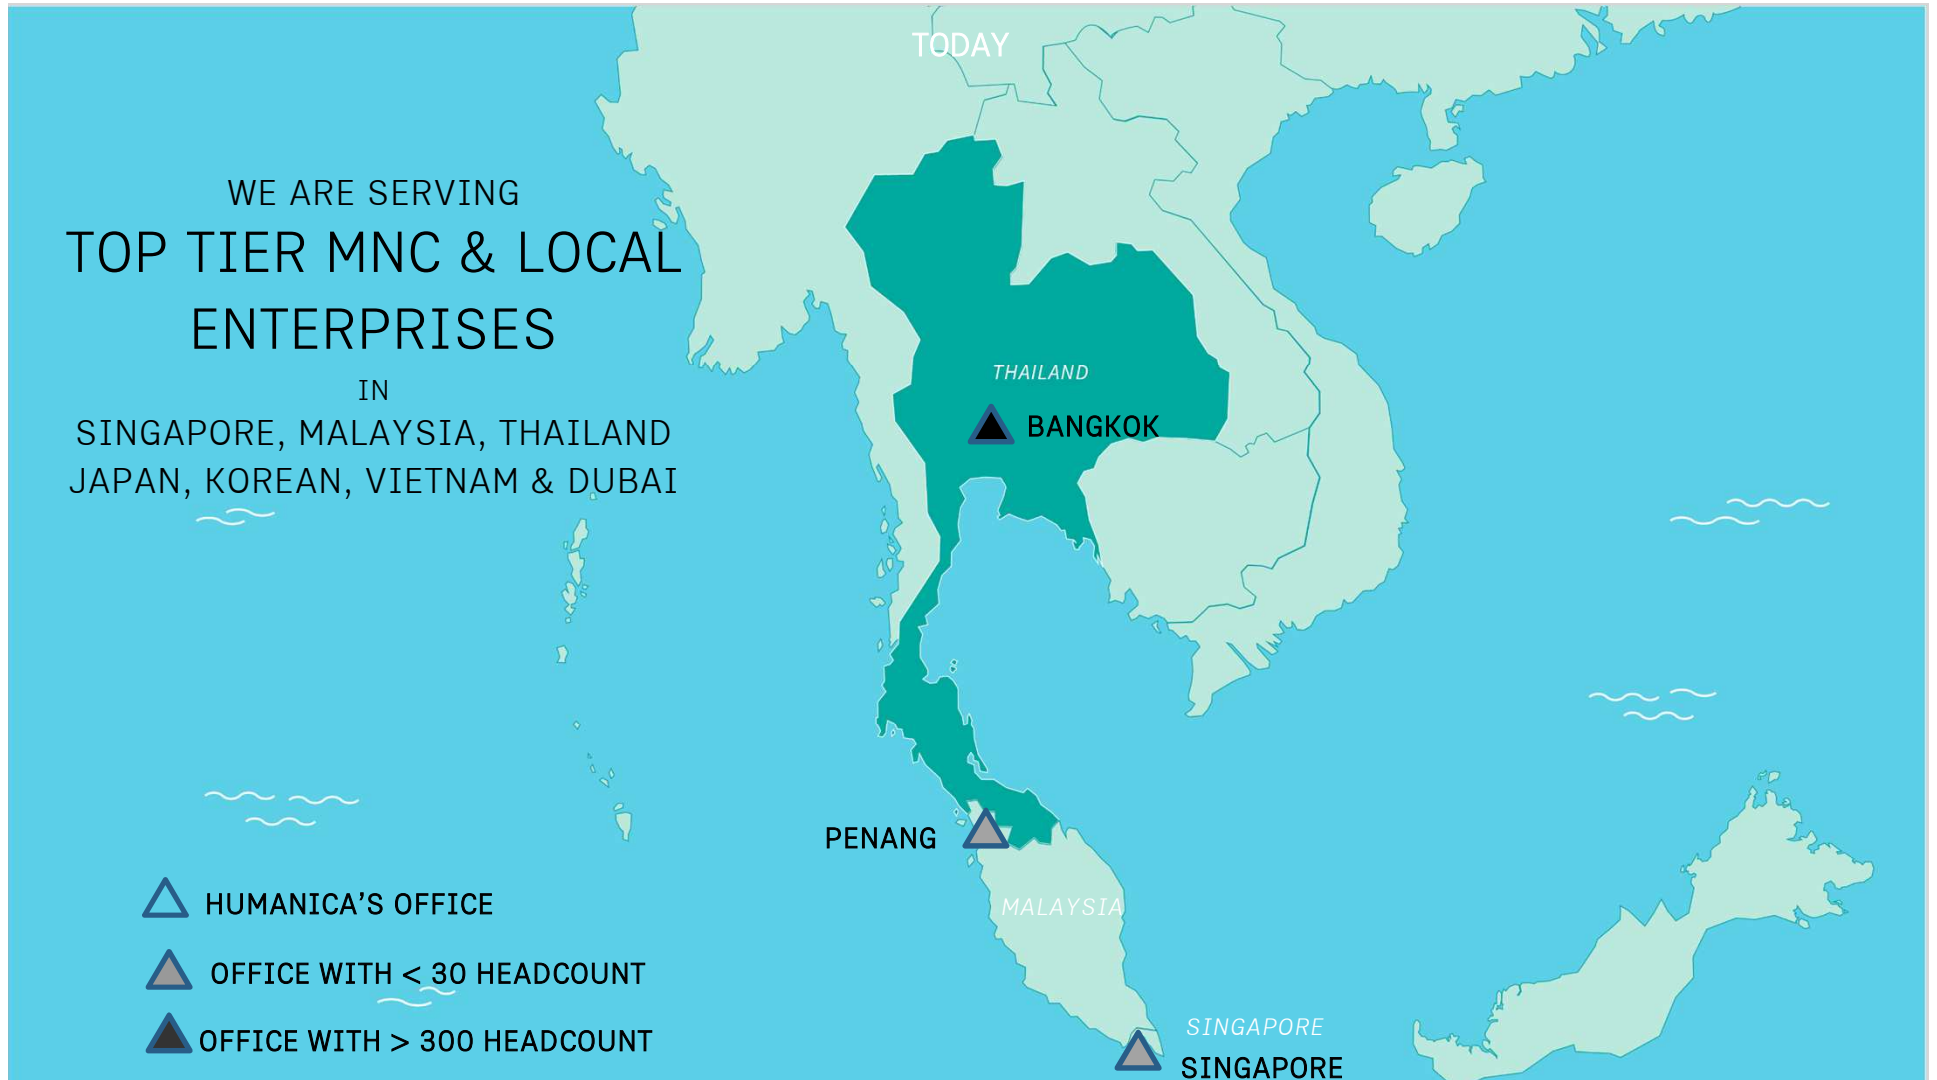 TODAY
WE ARE SERVING
TOP TIER MNC & LOCAL
ENTERPRISES
IN
SINGAPORE, MALAYSIA, THAILAND
JAPAN, KOREAN, VIETNAM & DUBAI
THAILAND
BANGKOK
PENANG
MALAYSIA
HUMANICA'S OFFICE
OFFICE WITH < 30 HEADCOUNT
OFFICE WITH > 300 HEADCOUNT
SINGAPORE
SINGAPORE